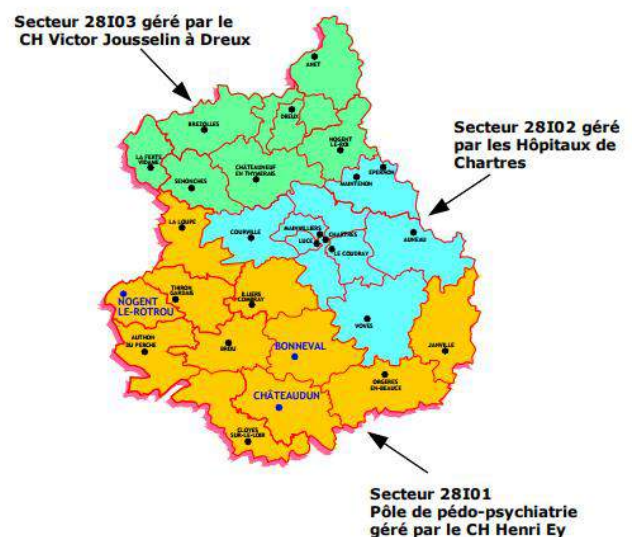 Secteur 28I03 géré par le
CH Victor Jousselin à Dreux
ANET
BREZOLLES
DREUX
NOGENT
LE-ROI
LA FERTE
VIDAME
SENONCHES
CHÂTEAUNEUF
EN THYMERAIS
Secteur 28I02 géré
par les Hôpitaux de
Chartres
EPERNON
MAINTENON
LA LOUPE
COURVILLE
MAINVILLIERS
CHARTRES
LUCE
LE COUDRAY
AUNEAU
THIRON
GARDAIS
ILLIERS
COMBRAY
NOGENT
LE-ROTROU
VOVES
AUTHON
DU PERCHE
BROU
BONNEVAL
JANVILLE
ORGERES
EN-BEAUCE
CHÂTEAUDUN
CLOYES
SUR-LE-LOIR
Secteur 28I01
Pôle de pédo-psychiatrie
géré par le CH Henri Ey